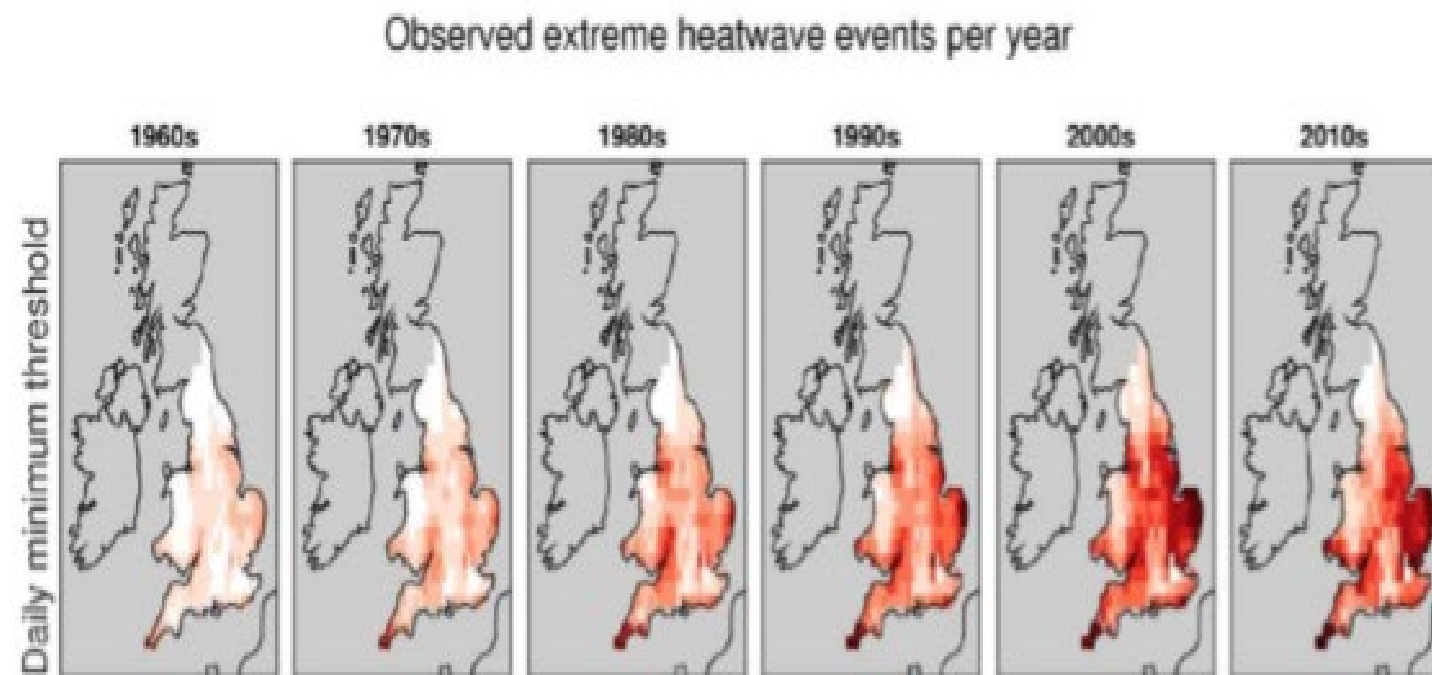 Observed extreme heatwave events per year
1960s 1970s 1980s 1990s 2000s 2010s
Daily minimum threshold